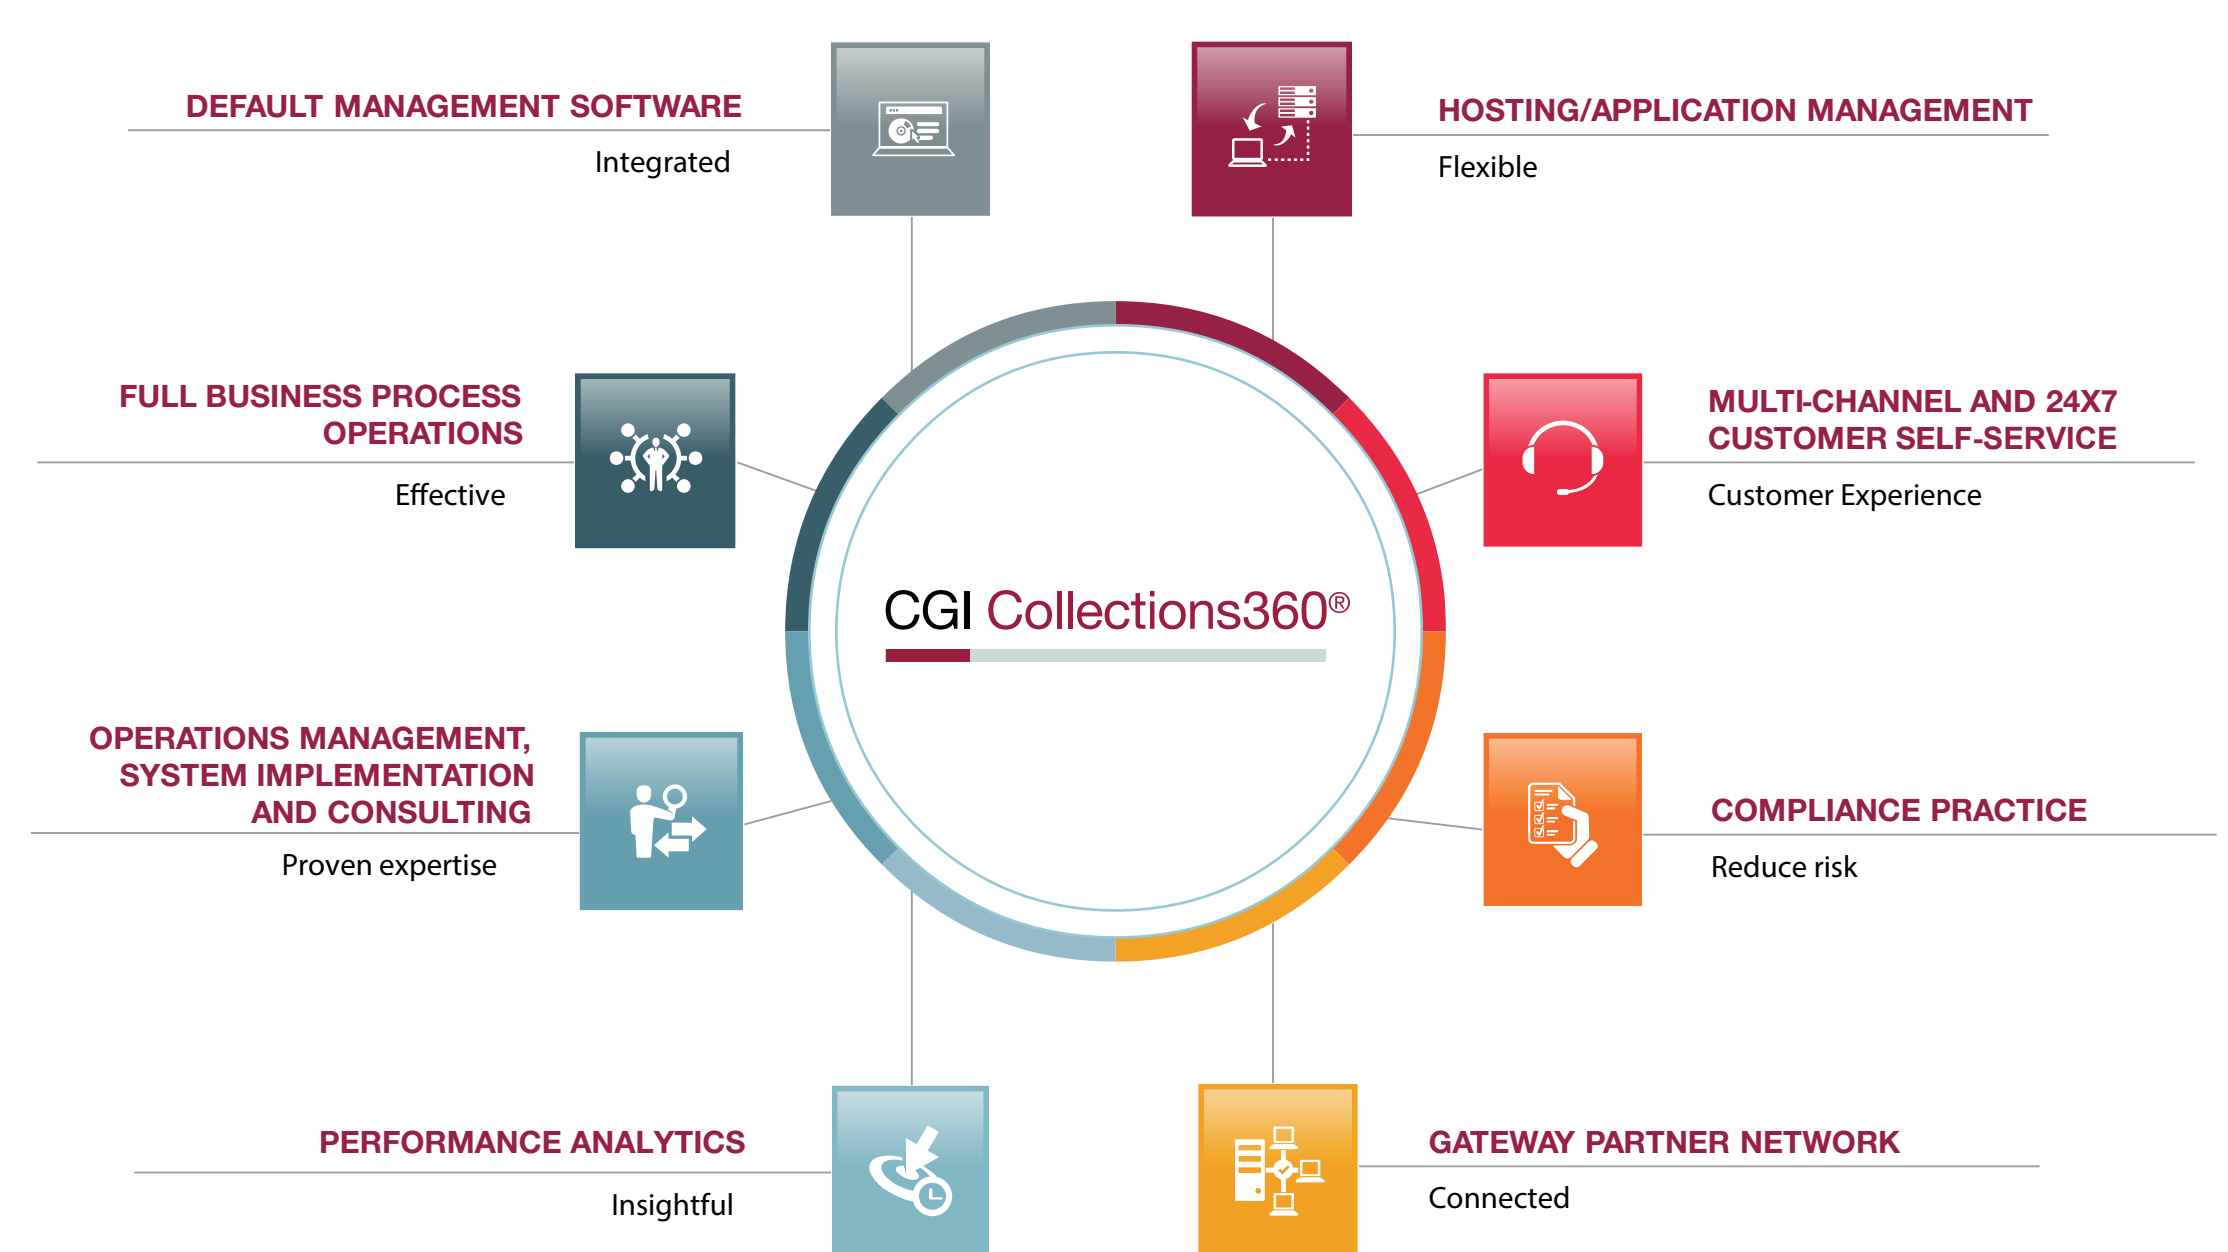 DEFAULT MANAGEMENT SOFTWARE
Integrated
HOSTING/APPLICATION MANAGEMENT
Flexible
FULL BUSINESS PROCESS
OPERATIONS
Effective
MULTI-CHANNEL AND 24X7
CUSTOMER SELF-SERVICE
Customer Experience
CGI Collections360®
OPERATIONS MANAGEMENT,
SYSTEM IMPLEMENTATION
AND CONSULTING
Proven expertise
COMPLIANCE PRACTICE
Reduce risk
PERFORMANCE ANALYTICS
Insightful
GATEWAY PARTNER NETWORK
Connected